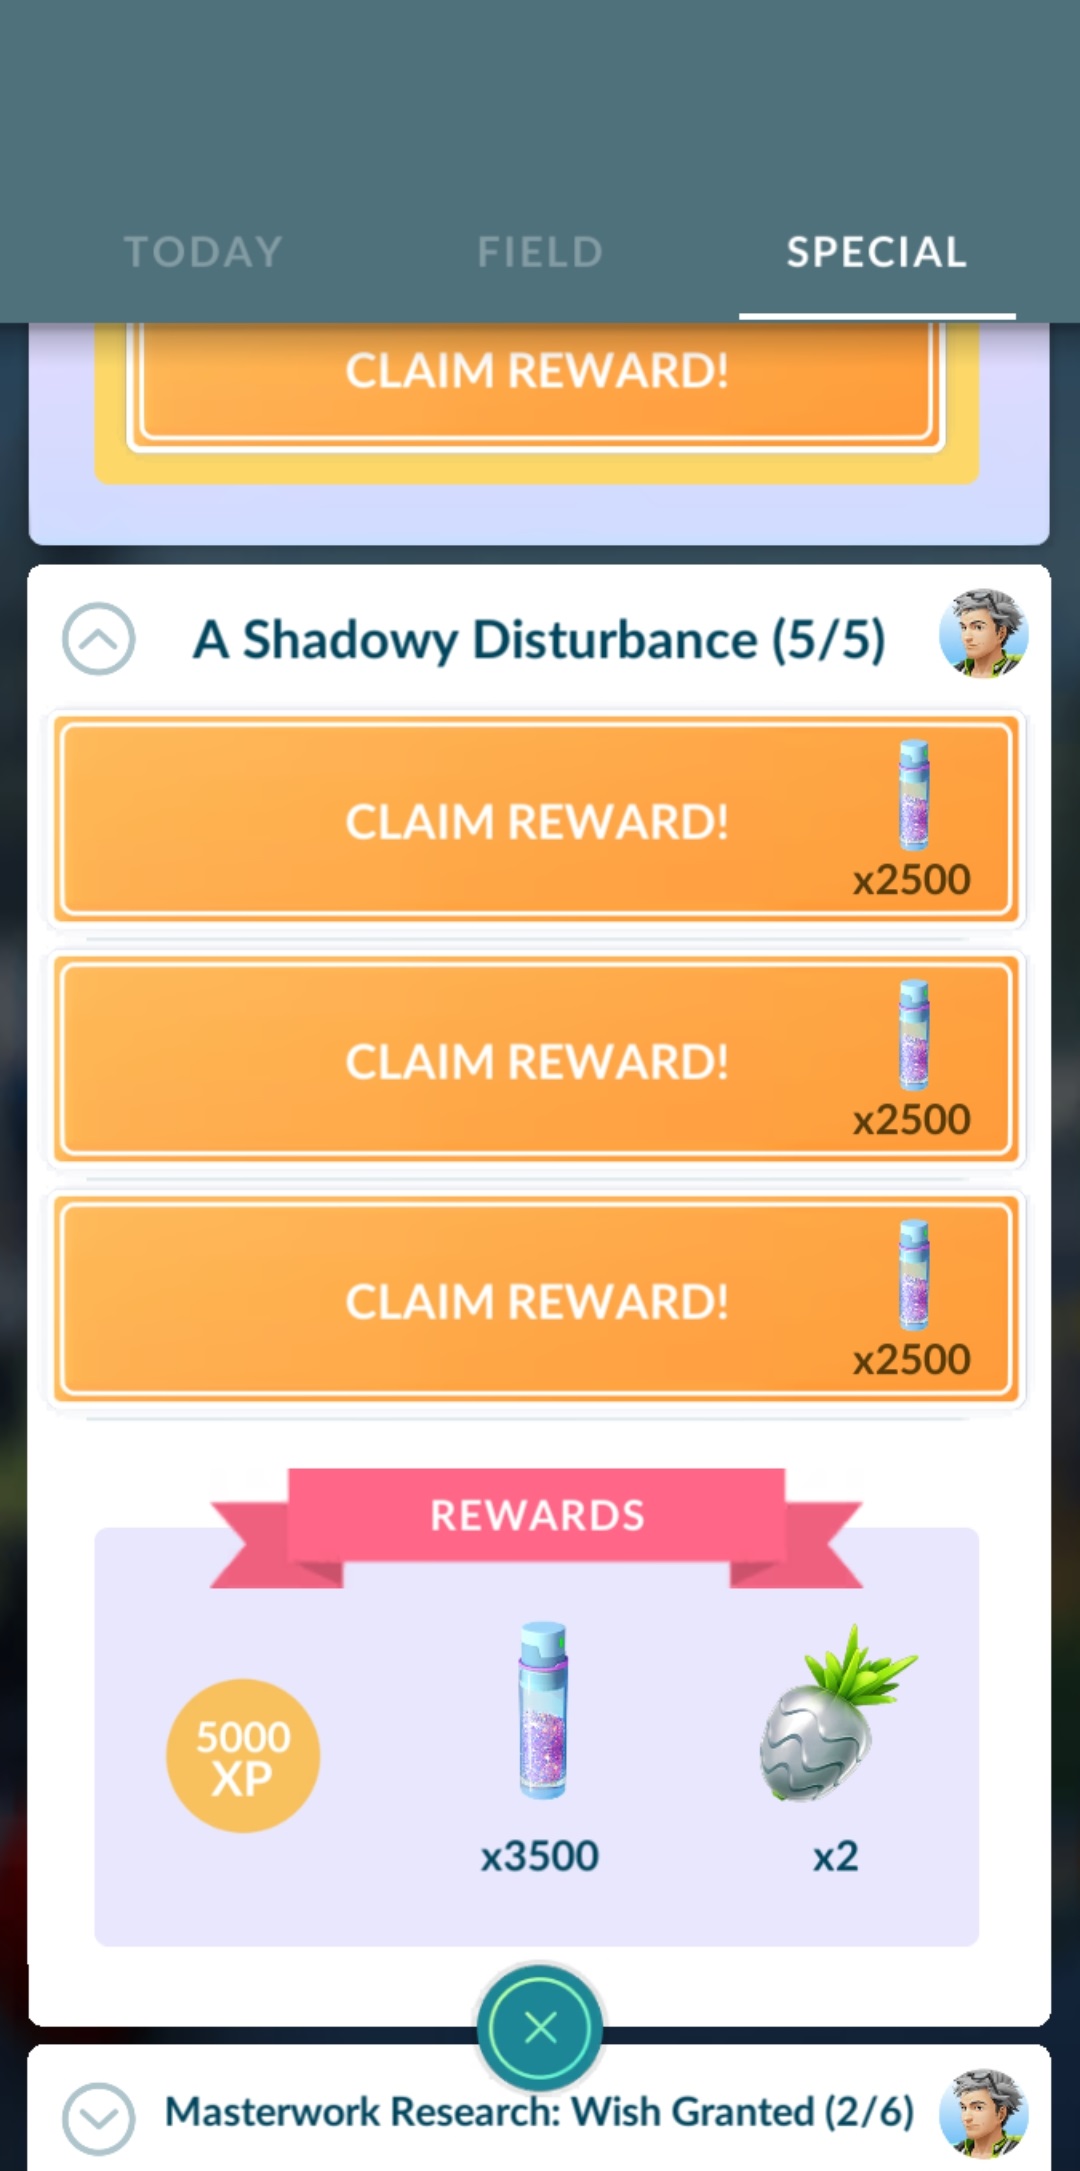 TODAY
FIELD
SPECIAL
CLAIM REWARD!
A Shadowy Disturbance (5/5)
CLAIM REWARD!
x2500
CLAIM REWARD!
x2500
CLAIM REWARD!
x2500
REWARDS
5000
XP
x3500
x2
Masterwork Research: Wish Granted (2/6)